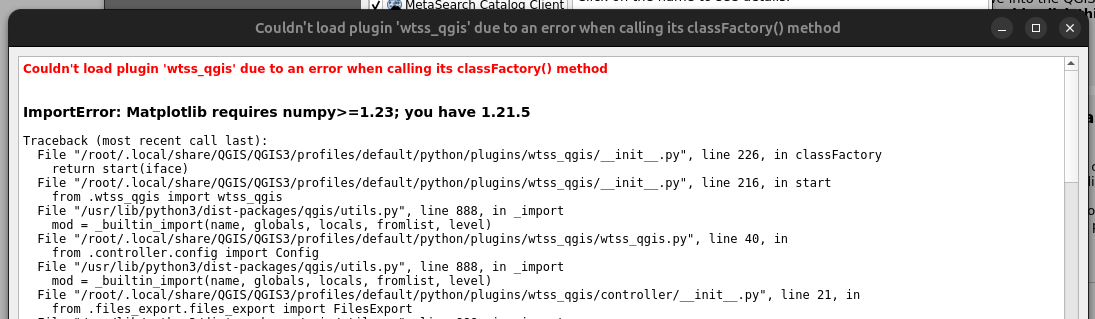 MetaSearch Catalog Client
Couldn't load plugin 'wtss_qgis' due to an error when calling its classFactory() method
Couldn't load plugin 'wtss_qgis' due to an error when calling its classFactory() method
ImportError: Matplotlib requires numpy>=1.23; you have 1.21.5
Traceback (most recent call last):
File "/root/.local/share/QGIS/QGIS3/profiles/default/python/plugins/wtss_qgis/__init__.py", line 226, in classFactory
return start(iface)
File "/root/.local/share/QGIS/QGIS3/profiles/default/python/plugins/wtss_qgis/__init__.py", line 216, in start
from .wtss_qgis import wtss_qgis
File "/usr/lib/python3/dist-packages/qgis/utils.py", line 888, in _import
mod = _builtin_import(name, globals, locals, fromlist, level)
File "/root/.local/share/QGIS/QGIS3/profiles/default/python/plugins/wtss_qgis/wtss_qgis.py", line 40, in
from .controller.config import Config
File "/usr/lib/python3/dist-packages/qgis/utils.py", line 888, in _import
mod = _builtin_import(name, globals, locals, fromlist, level)
File "/root/.local/share/QGIS/QGIS3/profiles/default/python/plugins/wtss_qgis/controller/__init__.py", line 21, in
from .files_export.files_export import FilesExport